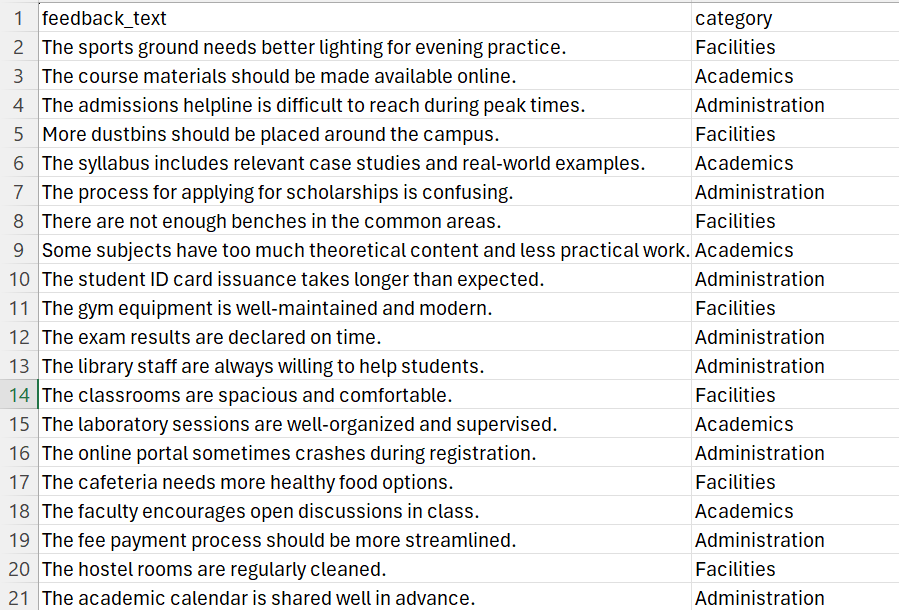 1 feedback_text category
2 The sports ground needs better lighting for evening practice. Facilities
3 The course materials should be made available online. Academics
4 The admissions helpline is difficult to reach during peak times. Administration
5 More dustbins should be placed around the campus. Facilities
6 The syllabus includes relevant case studies and real-world examples. Academics
7 The process for applying for scholarships is confusing. Administration
8 There are not enough benches in the common areas. Facilities
9 Some subjects have too much theoretical content and less practical work. Academics
10 The student ID card issuance takes longer than expected. Administration
11 The gym equipment is well-maintained and modern. Facilities
12 The exam results are declared on time. Administration
13 The library staff are always willing to help students. Administration
14 The classrooms are spacious and comfortable. Facilities
15 The laboratory sessions are well-organized and supervised. Academics
16 The online portal sometimes crashes during registration. Administration
17 The cafeteria needs more healthy food options. Facilities
18 The faculty encourages open discussions in class. Academics
19 The fee payment process should be more streamlined. Administration
20 The hostel rooms are regularly cleaned. Facilities
21 The academic calendar is shared well in advance. Administration